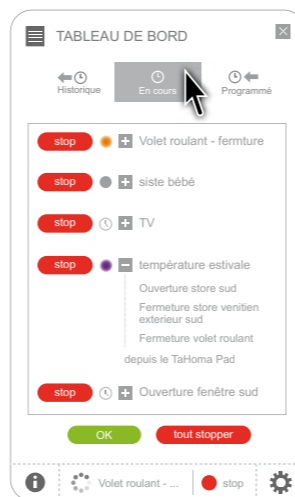 TABLEAU DE BORD
Historique
En cours
Programmé
stop Volet roulant - fermture
stop siste bébé
stop TV
stop température estivale
Ouverture store sud
Fermeture store venitien
exterieur sud
Fermeture volet roulant
depuis le TaHoma Pad
stop Ouverture fenêtre sud
OK tout stopper
Volet roulant - ... stop